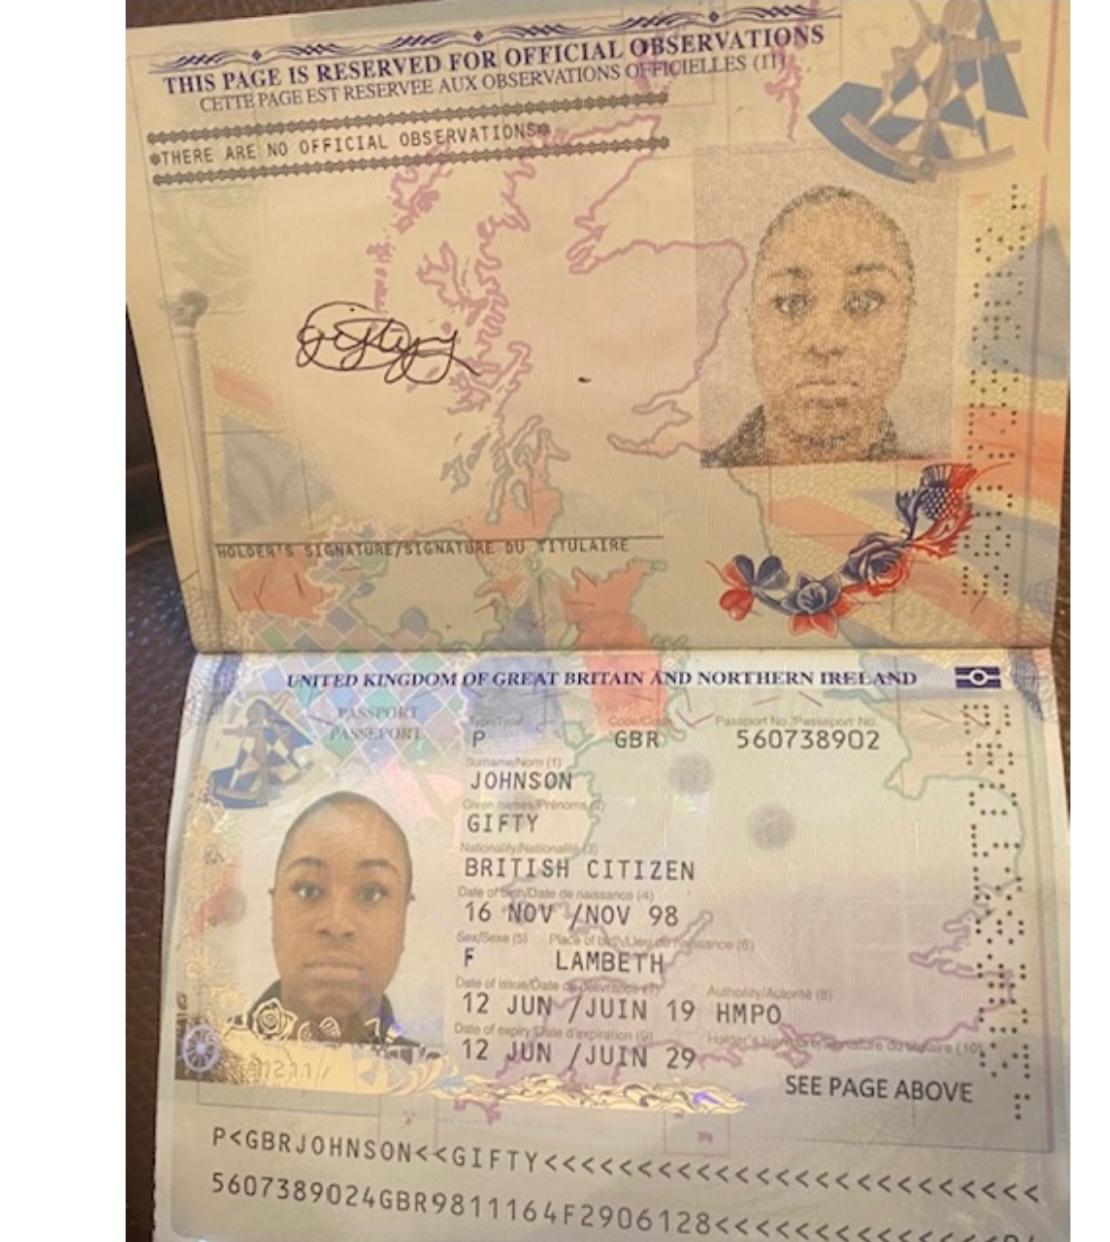 THIS PAGE IS RESERVED FOR OFFICIAL OBSERVATIONS
CETTE PAGE EST RESERVEE AUX OBSERVATIONS OFFICIELLES (11)
*THERE ARE NO OFFICIAL OBSERVATIONS*
HOLDER'S SIGNATURE/SIGNATURE DU TITULAIRE
UNITED KINGDOM OF GREAT BRITAIN AND NORTHERN IRELAND
PASSPORT
PASSEPORT
Type/Type Code/Code Passport No./Passeport No.
P GBR 560738902
Surname/Nom (1)
JOHNSON
Given names/Prénoms (2)
GIFTY
Nationality/Nationalité (3)
BRITISH CITIZEN
Date of birth/Date de naissance (4)
16 NOV /NOV 98
Sex/Sexe (5) Place of birth/Lieu de naissance (6)
F LAMBETH
Date of issue/Date de délivrance (7) Authority/Autorité (8)
12 JUN /JUIN 19 HMPO
Date of expiry/Date d'expiration (9) Holder's signature/Signature du titulaire (10)
12 JUN /JUIN 29
SEE PAGE ABOVE
P<GBRJOHNSON<<GIFTY<<<<<<<<<<<<<<<<<<<<<<<<<
5607389024GBR9811164F2906128<<<<<<<<<<<<<<